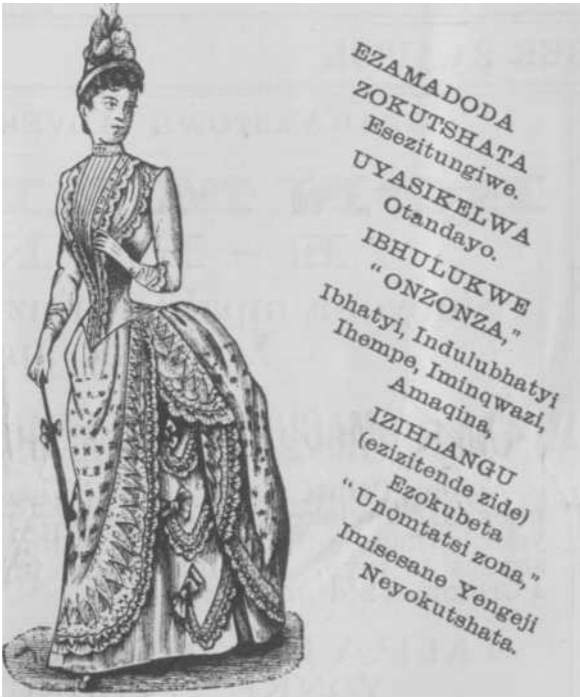 EZAMADODA
ZOKUTSHATA
Esezitungiwe.
UYASIKELWA
Otandayo.
IBHULUKWE
“ONZONZA,”
Ibhatyi, Indulubhatyi
Ihempe, Iminqwazi,
Amaqina,
IZIHLANGU
(ezizitende zide)
Ezokubeta
“Unomtatsi zona,”
Imisesane Yengeji
Neyokutshata.